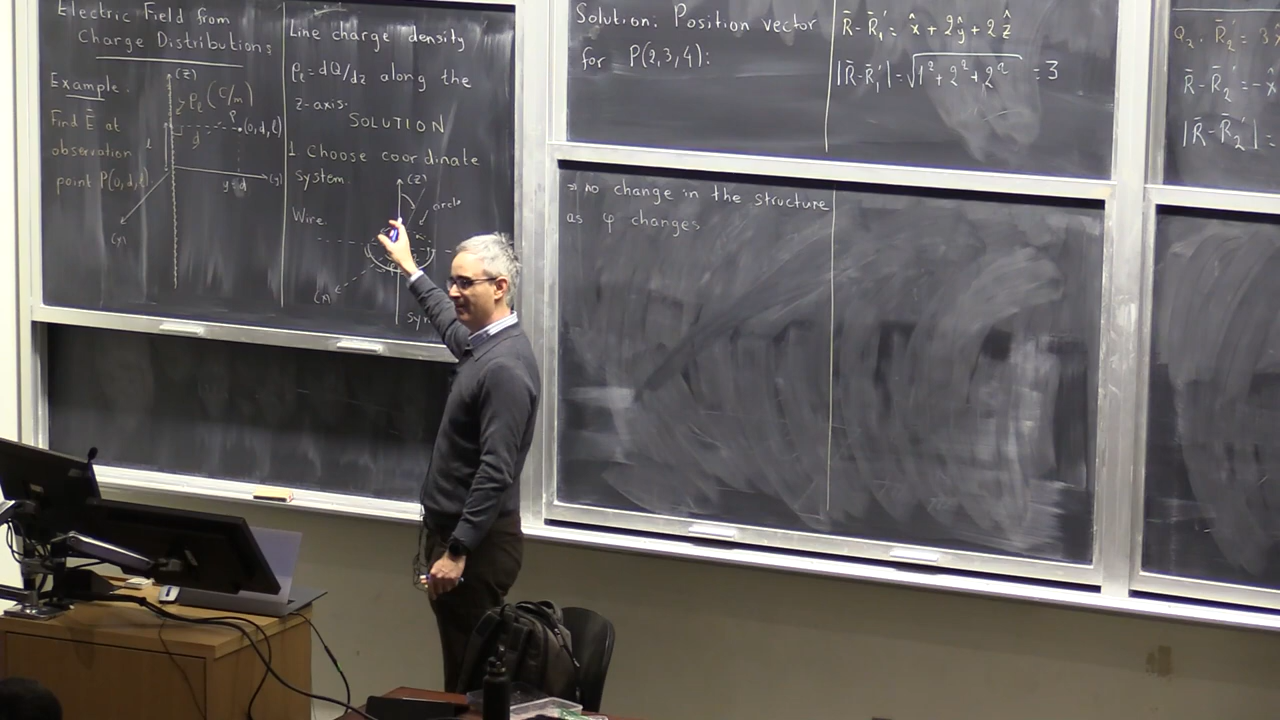 Electric Field from
Charge Distributions
Example.
Find Ē at
observation
point P(0,d,l)
(z)
ρₗ (C/m)
P
(0,d,l)
d
l
y=d
(y)
(x)
Line charge density
ρₗ = dQ/dz along the
z-axis.
SOLUTION
1 Choose coordinate
System.
(z)
circle
Wire.
(x)
Solution: Position vector
for P(2,3,4):
R̄ - R̄₁' = x̂ + 2ŷ + 2ẑ
|R̄ - R̄₁'| = √1² + 2² + 2² = 3
⇒ no change in the structure
as φ changes
R̄₂' = 3
R̄ - R̄₂' = -x̂
|R̄ - R̄₂'| =